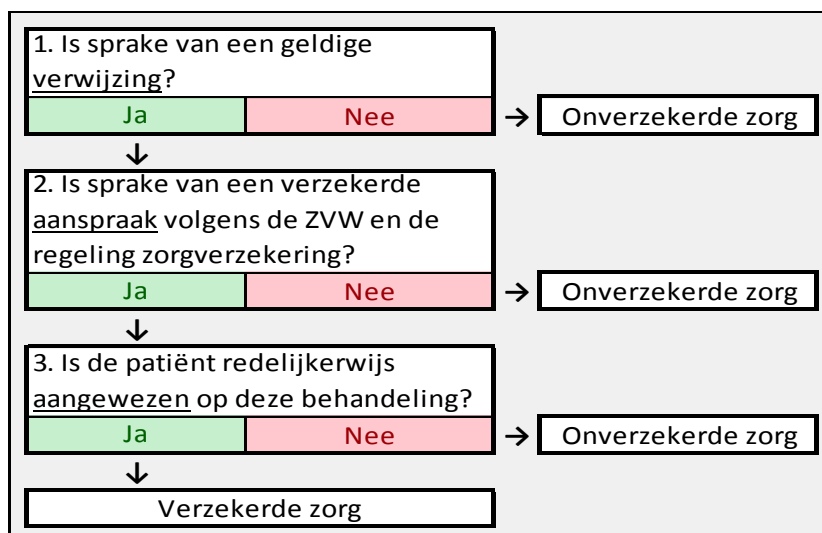 1. Is sprake van een geldige
verwijzing?
Ja Nee → Onverzekerde zorg
↓
2. Is sprake van een verzekerde
aanspraak volgens de ZVW en de
regeling zorgverzekering?
Ja Nee → Onverzekerde zorg
↓
3. Is de patiënt redelijkerwijs
aangewezen op deze behandeling?
Ja Nee → Onverzekerde zorg
↓
Verzekerde zorg